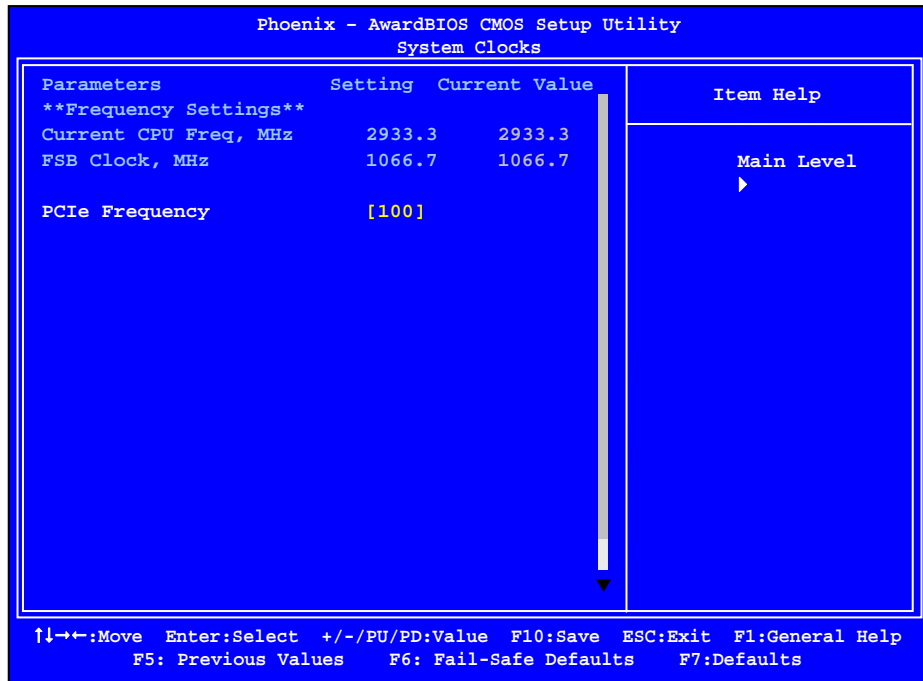 Phoenix – AwardBIOS CMOS Setup Utility
System Clocks
Parameters Setting Current Value
**Frequency Settings**
Current CPU Freq, MHz 2933.3 2933.3
FSB Clock, MHz 1066.7 1066.7
PCIe Frequency [100]
Item Help
Main Level
↑↓→←:Move Enter:Select +/-/PU/PD:Value F10:Save ESC:Exit F1:General Help
F5: Previous Values F6: Fail-Safe Defaults F7:Defaults